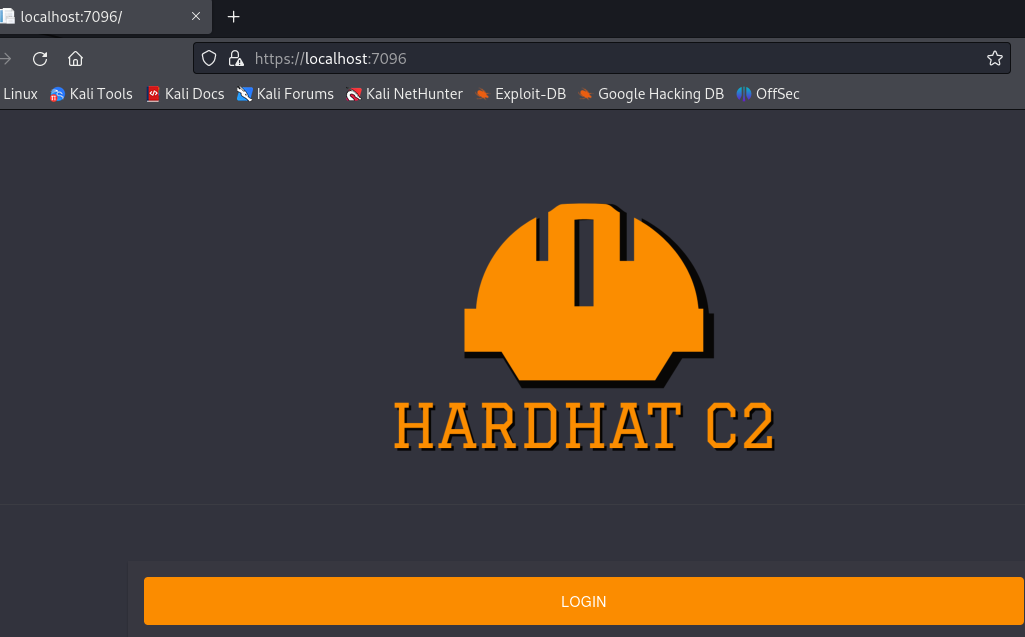 localhost:7096/
https://localhost:7096
Linux Kali Tools Kali Docs Kali Forums Kali NetHunter Exploit-DB Google Hacking DB OffSec
HARDHAT C2
LOGIN